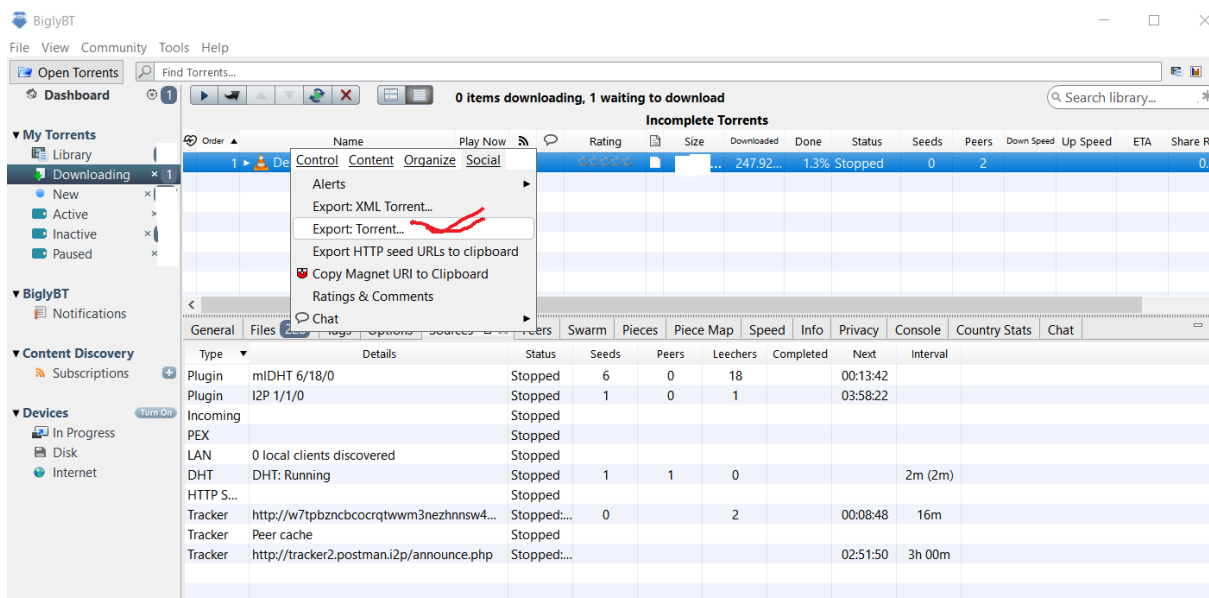 BiglyBT
File View Community Tools Help
Open Torrents Find Torrents...
Dashboard 1
0 items downloading, 1 waiting to download
Search library...
Incomplete Torrents
My Torrents
Library
Downloading 1
New
Active
Inactive
Paused
BiglyBT
Notifications
Content Discovery
Subscriptions
Devices Turn On
In Progress
Disk
Internet
Order Name Play Now Rating Size Downloaded Done Status Seeds Peers Down Speed Up Speed ETA Share R
1 De 247.92... 1.3% Stopped 0 2 0.
Control Content Organize Social
Alerts
Export: XML Torrent...
Export: Torrent...
Export HTTP seed URLs to clipboard
Copy Magnet URI to Clipboard
Ratings & Comments
Chat
General Files Tags Options Sources Peers Swarm Pieces Piece Map Speed Info Privacy Console Country Stats Chat
Type Details Status Seeds Peers Leechers Completed Next Interval
Plugin mlDHT 6/18/0 Stopped 6 0 18 00:13:42
Plugin I2P 1/1/0 Stopped 1 0 1 03:58:22
Incoming Stopped
PEX Stopped
LAN 0 local clients discovered Stopped
DHT DHT: Running Stopped 1 1 0 2m (2m)
HTTP S... Stopped
Tracker http://w7tpbzncbcocrqtwwm3nezhnnsw4... Stopped:... 0 2 00:08:48 16m
Tracker Peer cache Stopped
Tracker http://tracker2.postman.i2p/announce.php Stopped:... 02:51:50 3h 00m